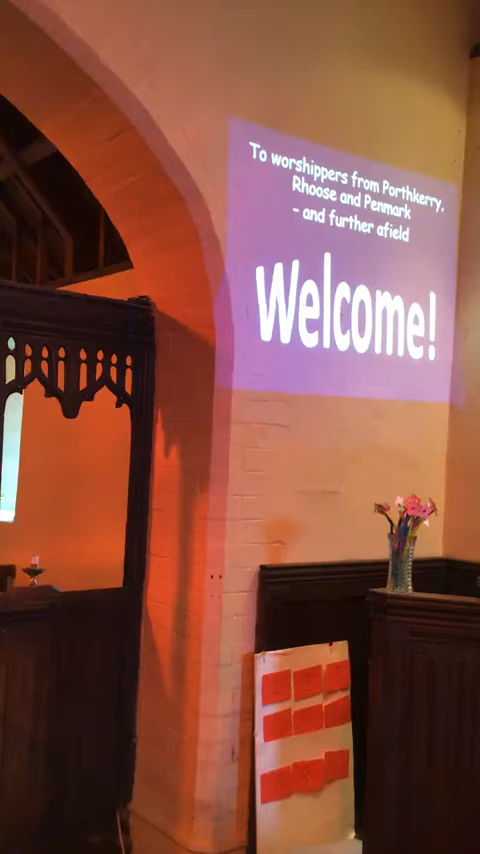 To worshippers from Porthkerry,
Rhoose and Penmark
- and further afield
Welcome!